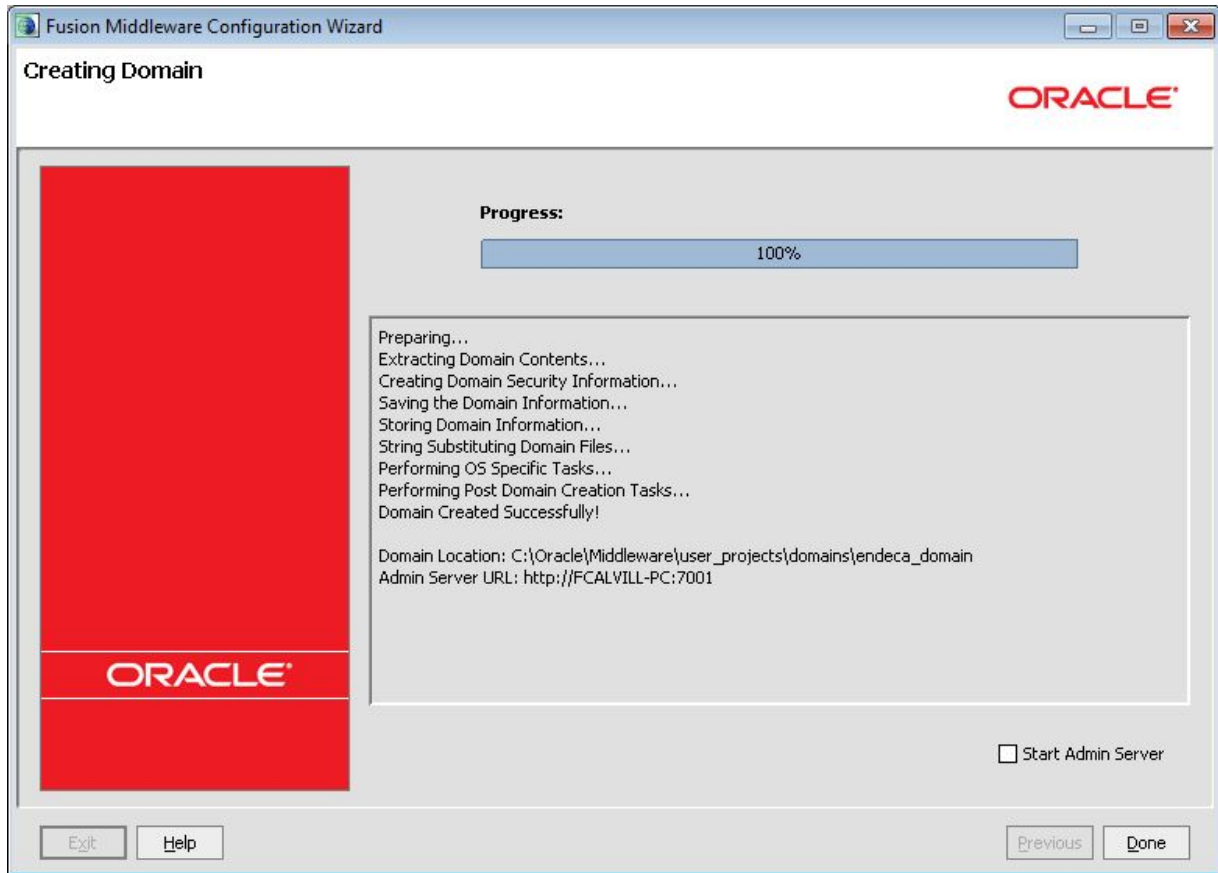 Fusion Middleware Configuration Wizard
Creating Domain
ORACLE
Progress:
100%
Preparing...
Extracting Domain Contents...
Creating Domain Security Information...
Saving the Domain Information...
Storing Domain Information...
String Substituting Domain Files...
Performing OS Specific Tasks...
Performing Post Domain Creation Tasks...
Domain Created Successfully!
Domain Location: C:\Oracle\Middleware\user_projects\domains\endeca_domain
Admin Server URL: http://FCALVILL-PC:7001
ORACLE
Start Admin Server
Exit
Help
Previous
Done